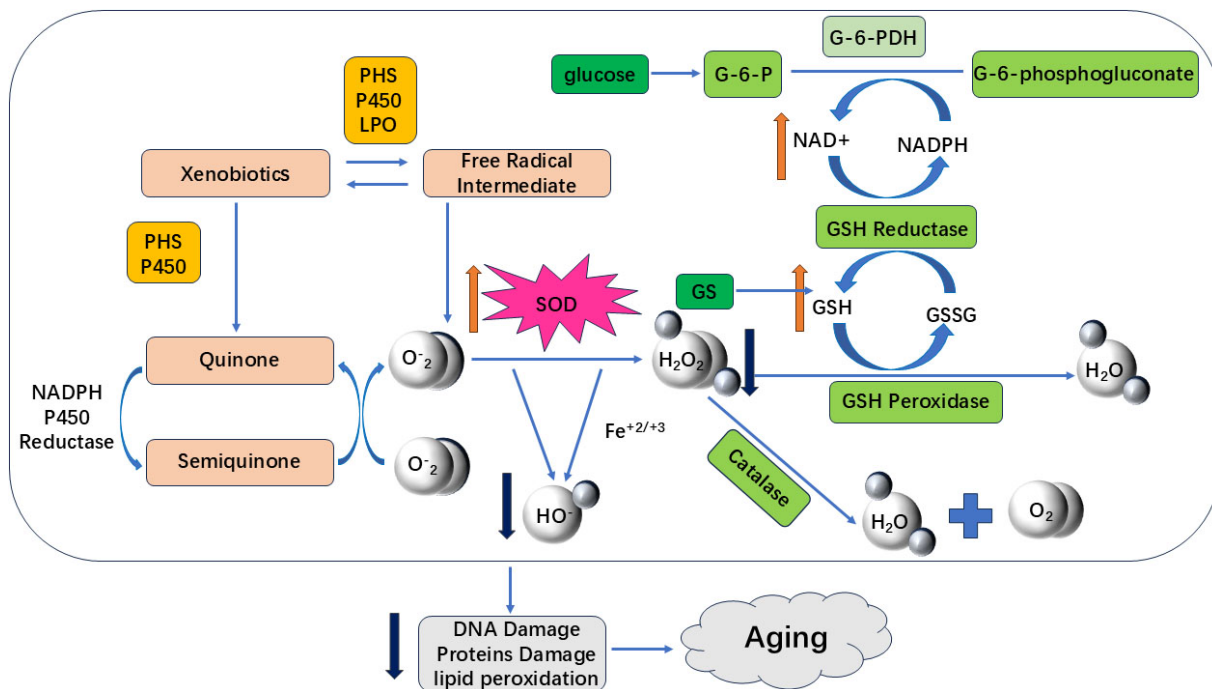 G-6-PDH
glucose
G-6-P
G-6-phosphogluconate
PHS
P450
LPO
NAD+
NADPH
Xenobiotics
Free Radical
Intermediate
GSH Reductase
PHS
P450
SOD
GS
GSH
GSSG
Quinone
O⁻₂
H₂O₂
H₂O
NADPH
P450
Reductase
GSH Peroxidase
Fe⁺²/⁺³
Semiquinone
O⁻₂
Catalase
HO⁻
H₂O
O₂
DNA Damage
Proteins Damage
lipid peroxidation
Aging